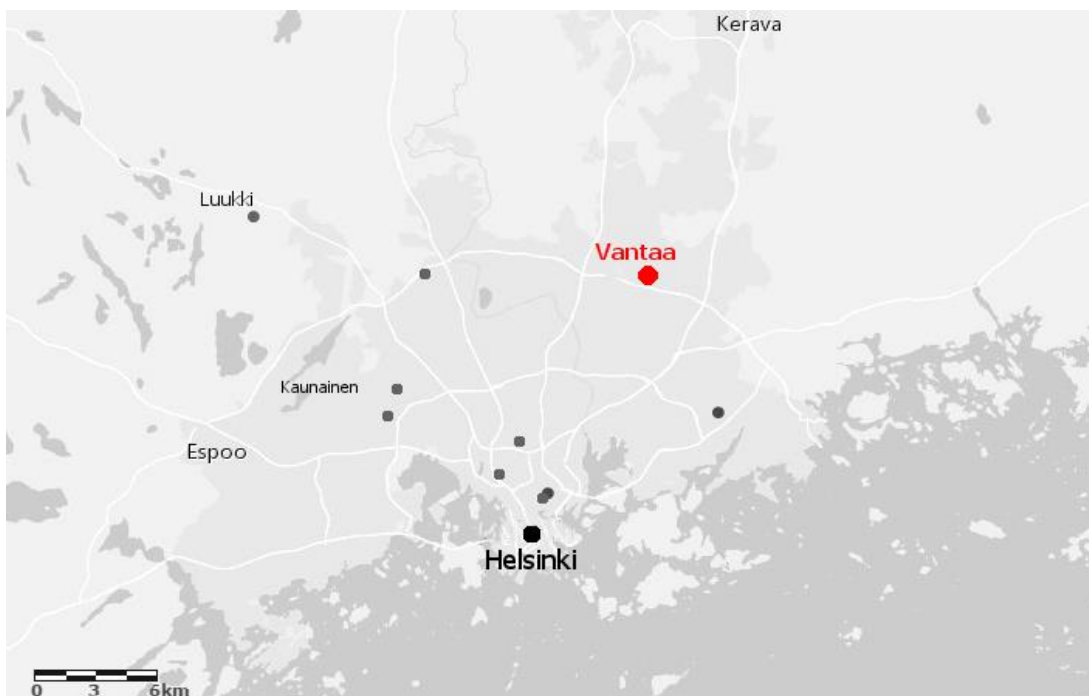 Kerava
Luukki
Vantaa
Kaunainen
Espoo
Helsinki
0 3 6km